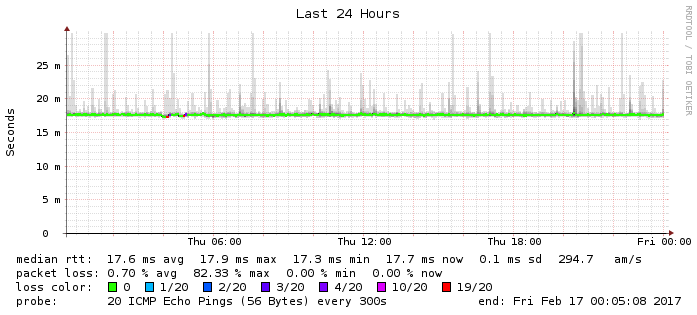 Last 24 Hours
RRDTOOL / TOBI OETIKER
Seconds
25 m
20 m
15 m
10 m
5 m
0
Thu 06:00 Thu 12:00 Thu 18:00 Fri 00:00
median rtt: 17.6 ms avg 17.9 ms max 17.3 ms min 17.7 ms now 0.1 ms sd 294.7 am/s
packet loss: 0.70 % avg 82.33 % max 0.00 % min 0.00 % now
loss color: 0 1/20 2/20 3/20 4/20 10/20 19/20
probe: 20 ICMP Echo Pings (56 Bytes) every 300s end: Fri Feb 17 00:05:08 2017